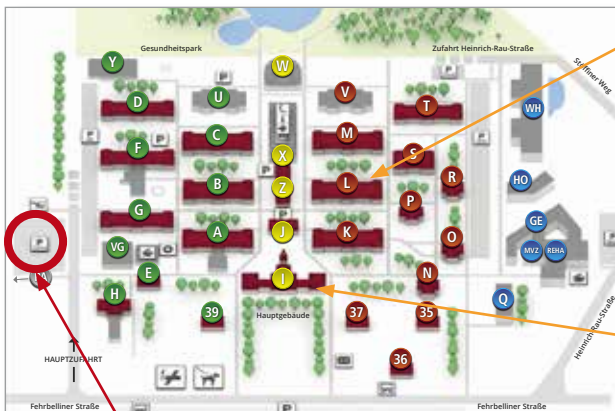 Gesundheitspark
Zufahrt Heinrich-Rau-Straße
Stöffiner Weg
Y
W
P
D
U
V
T
WH
P
C
M
P
F
P
X
S
P
B
Z
L
R
HO
G
P
P
A
J
K
O
GE
MVZ
REHA
P
VG
E
I
N
H
39
Hauptgebäude
37
35
Q
36
HAUPTZUFAHRT
Heinrich-Rau-Straße
Fehrbelliner Straße
P
Fehrbelliner Straße